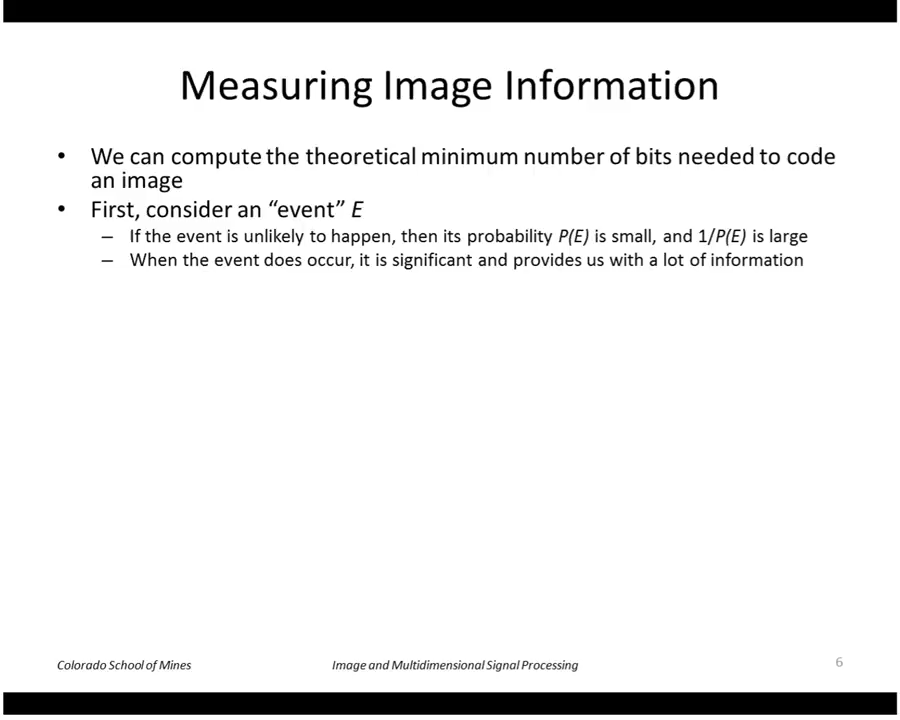 Measuring Image Information
• We can compute the theoretical minimum number of bits needed to code
an image
• First, consider an “event” E
– If the event is unlikely to happen, then its probability P(E) is small, and 1/P(E) is large
– When the event does occur, it is significant and provides us with a lot of information
Colorado School of Mines
Image and Multidimensional Signal Processing
6